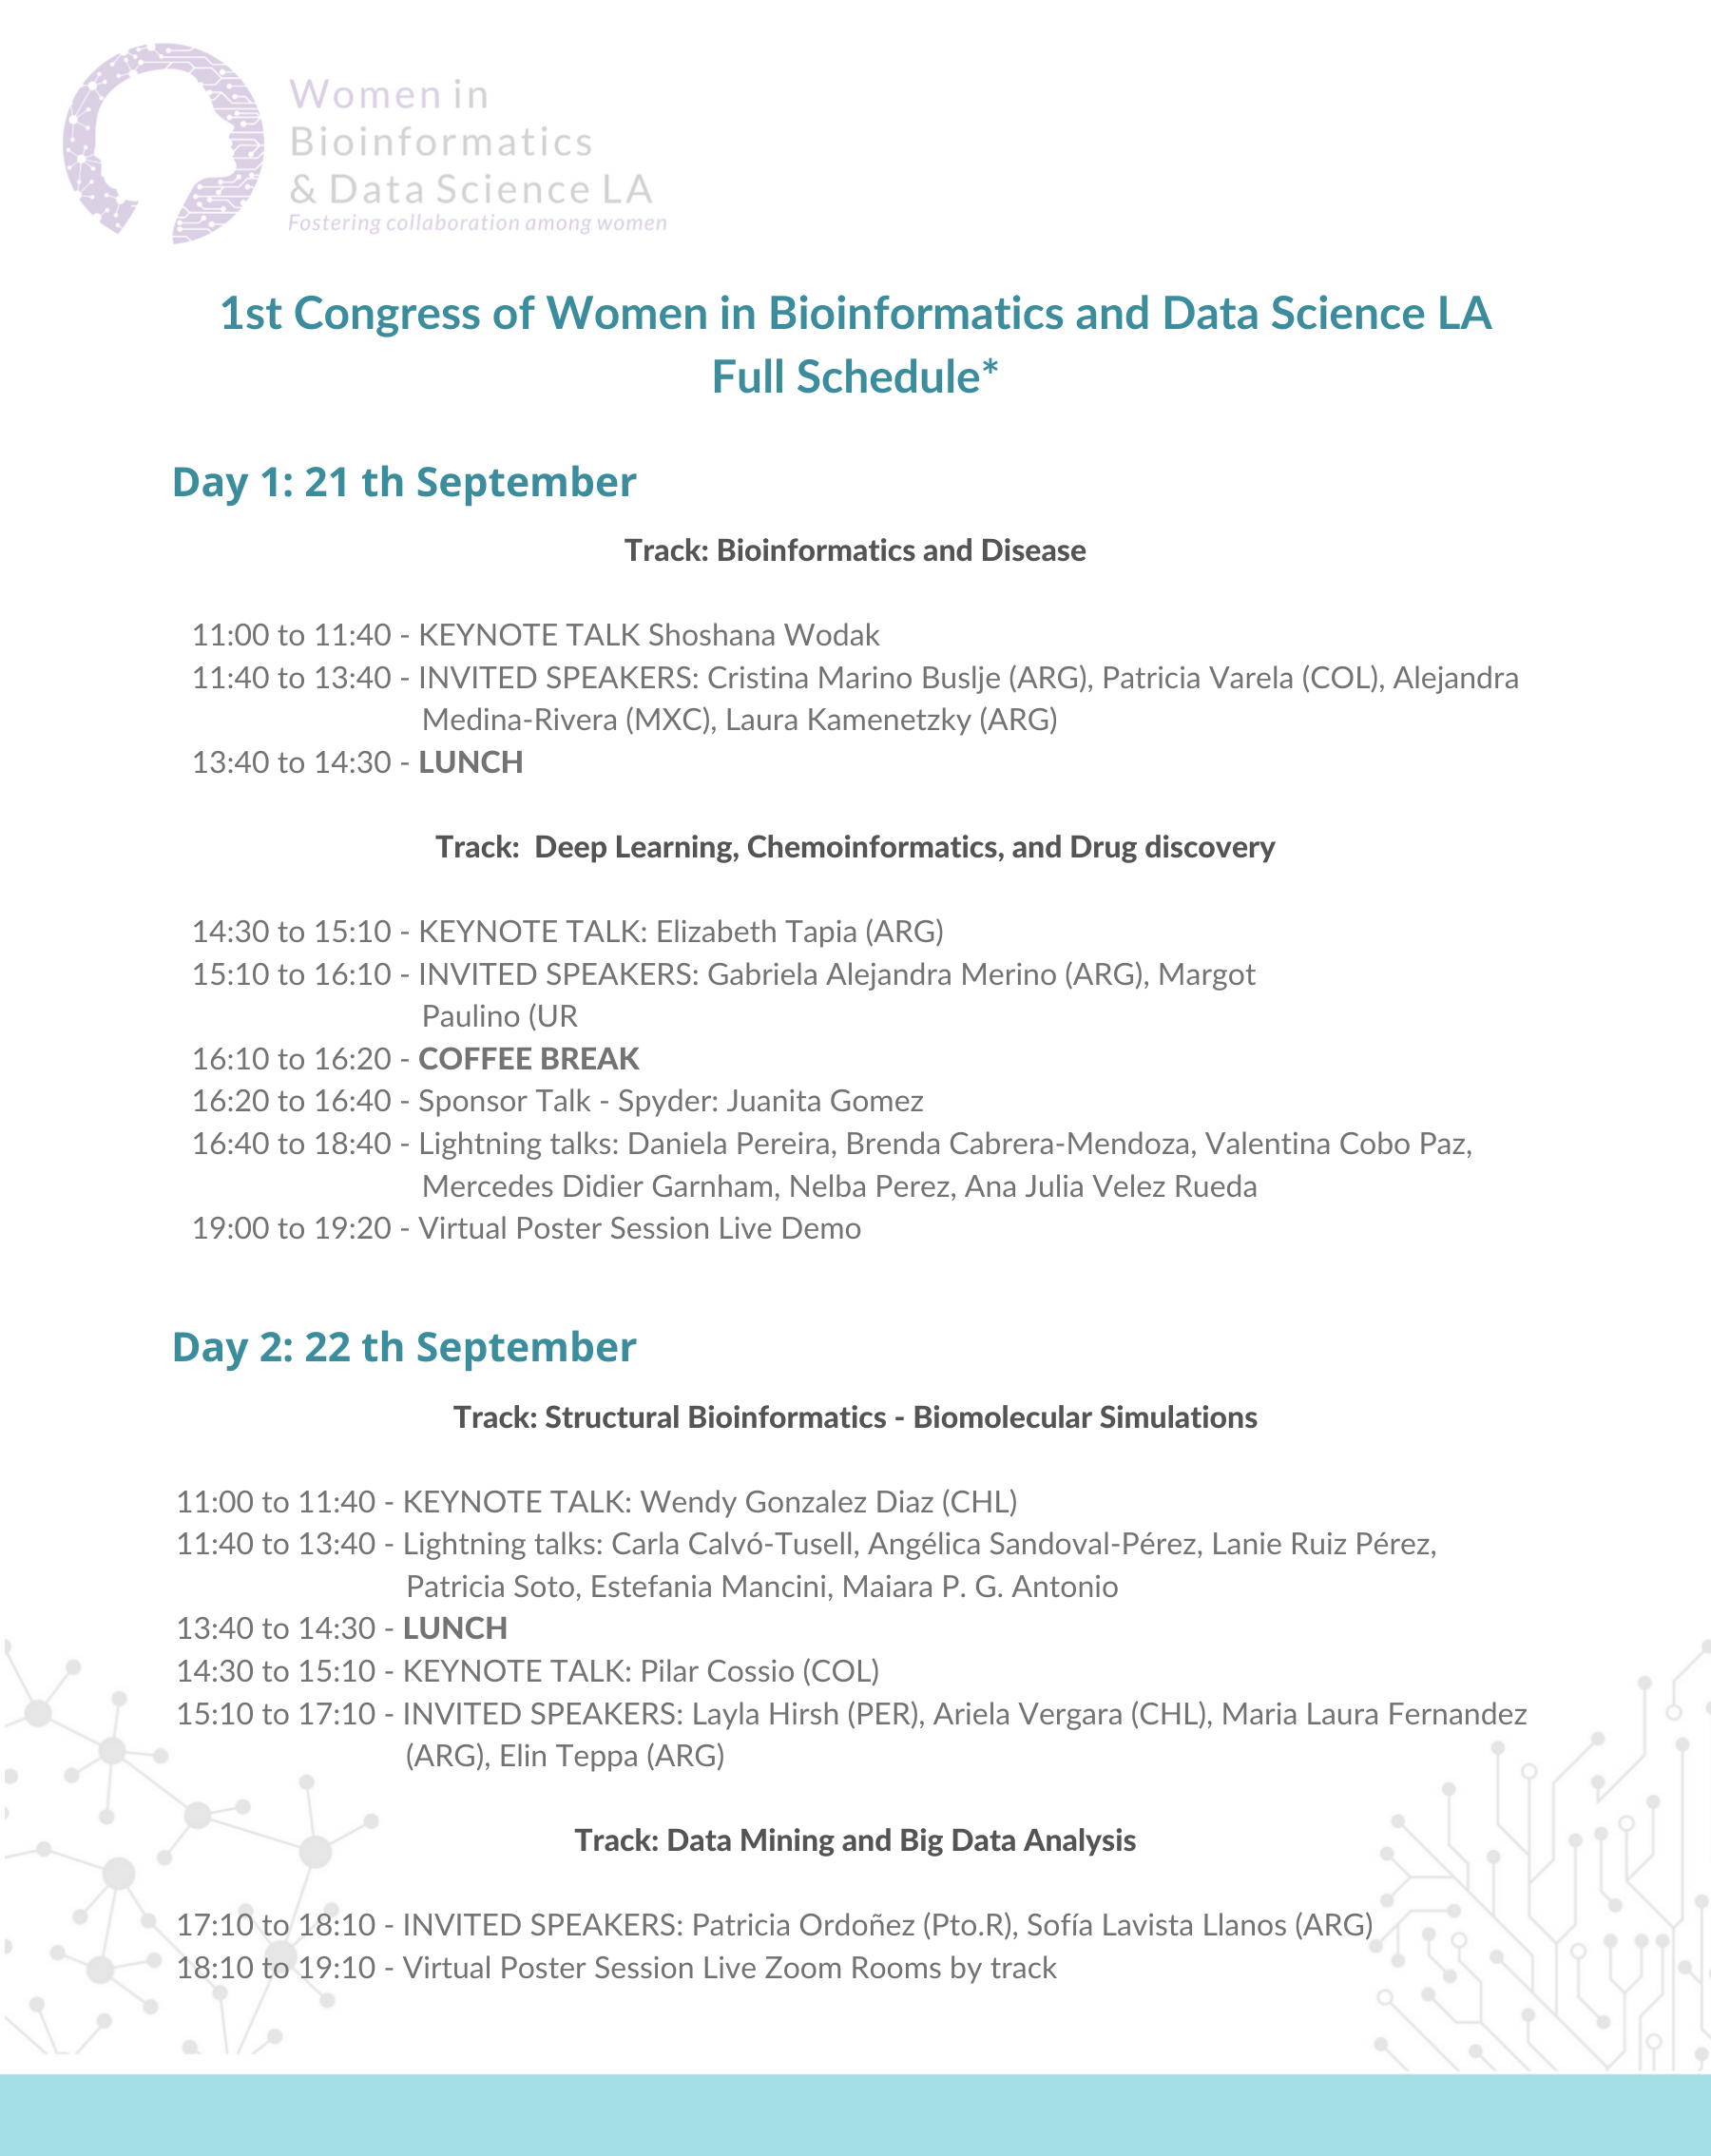 Women in
Bioinformatics
& Data Science LA
Fostering collaboration among women
1st Congress of Women in Bioinformatics and Data Science LA
Full Schedule*
Day 1: 21 th September
Track: Bioinformatics and Disease
11:00 to 11:40 - KEYNOTE TALK Shoshana Wodak
11:40 to 13:40 - INVITED SPEAKERS: Cristina Marino Buslje (ARG), Patricia Varela (COL), Alejandra
Medina-Rivera (MXC), Laura Kamenetzky (ARG)
13:40 to 14:30 - LUNCH
Track:  Deep Learning, Chemoinformatics, and Drug discovery
14:30 to 15:10 - KEYNOTE TALK: Elizabeth Tapia (ARG)
15:10 to 16:10 - INVITED SPEAKERS: Gabriela Alejandra Merino (ARG), Margot
Paulino (UR
16:10 to 16:20 - COFFEE BREAK
16:20 to 16:40 - Sponsor Talk - Spyder: Juanita Gomez
16:40 to 18:40 - Lightning talks: Daniela Pereira, Brenda Cabrera-Mendoza, Valentina Cobo Paz,
Mercedes Didier Garnham, Nelba Perez, Ana Julia Velez Rueda
19:00 to 19:20 - Virtual Poster Session Live Demo
Day 2: 22 th September
Track: Structural Bioinformatics - Biomolecular Simulations
11:00 to 11:40 - KEYNOTE TALK: Wendy Gonzalez Diaz (CHL)
11:40 to 13:40 - Lightning talks: Carla Calvó-Tusell, Angélica Sandoval-Pérez, Lanie Ruiz Pérez,
Patricia Soto, Estefania Mancini, Maiara P. G. Antonio
13:40 to 14:30 - LUNCH
14:30 to 15:10 - KEYNOTE TALK: Pilar Cossio (COL)
15:10 to 17:10 - INVITED SPEAKERS: Layla Hirsh (PER), Ariela Vergara (CHL), Maria Laura Fernandez
(ARG), Elin Teppa (ARG)
Track: Data Mining and Big Data Analysis
17:10 to 18:10 - INVITED SPEAKERS: Patricia Ordoñez (Pto.R), Sofía Lavista Llanos (ARG)
18:10 to 19:10 - Virtual Poster Session Live Zoom Rooms by track